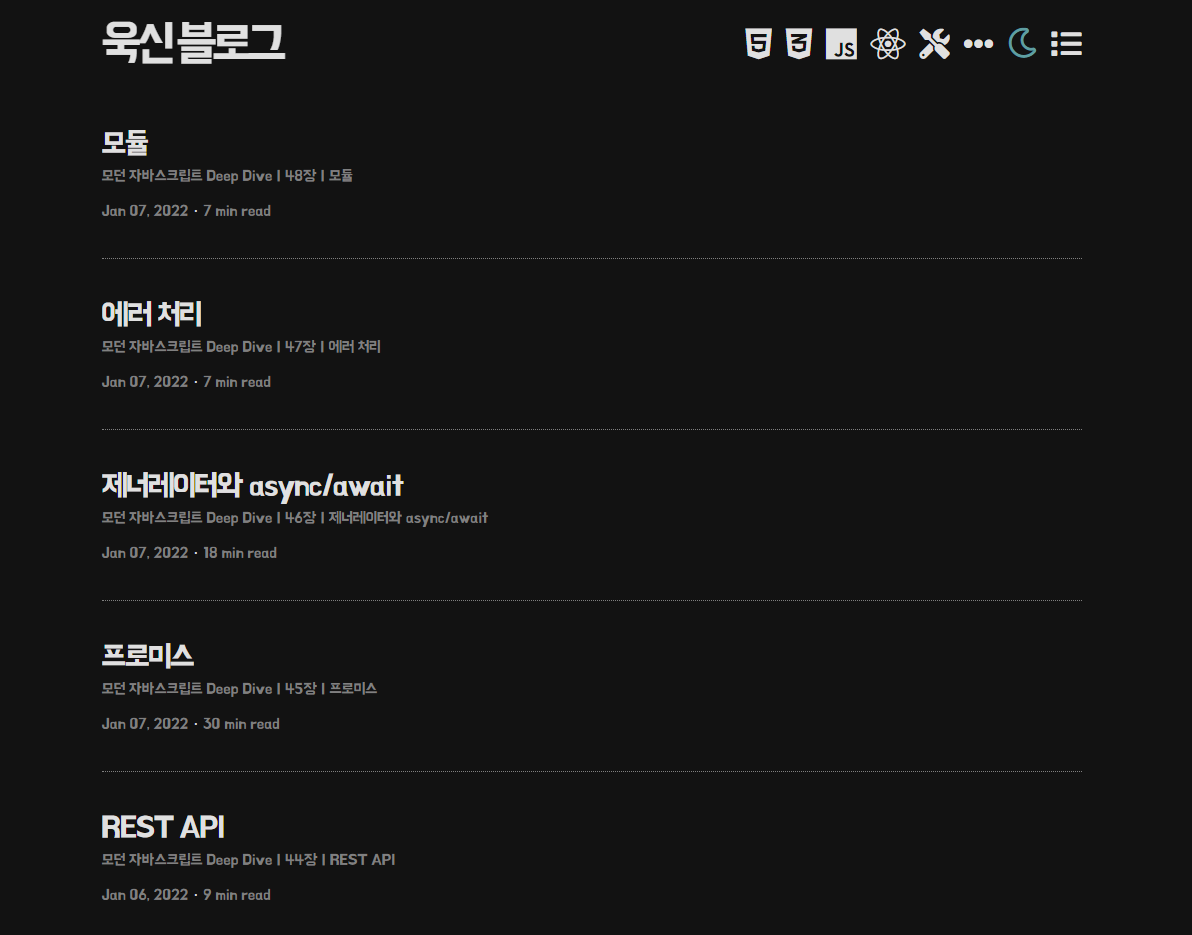 욱신 블로그
5 3 JS
모듈
모던 자바스크립트 Deep Dive | 48장 | 모듈
Jan 07, 2022 · 7 min read
에러 처리
모던 자바스크립트 Deep Dive | 47장 | 에러 처리
Jan 07, 2022 · 7 min read
제너레이터와 async/await
모던 자바스크립트 Deep Dive | 46장 | 제너레이터와 async/await
Jan 07, 2022 · 18 min read
프로미스
모던 자바스크립트 Deep Dive | 45장 | 프로미스
Jan 07, 2022 · 30 min read
REST API
모던 자바스크립트 Deep Dive | 44장 | REST API
Jan 06, 2022 · 9 min read